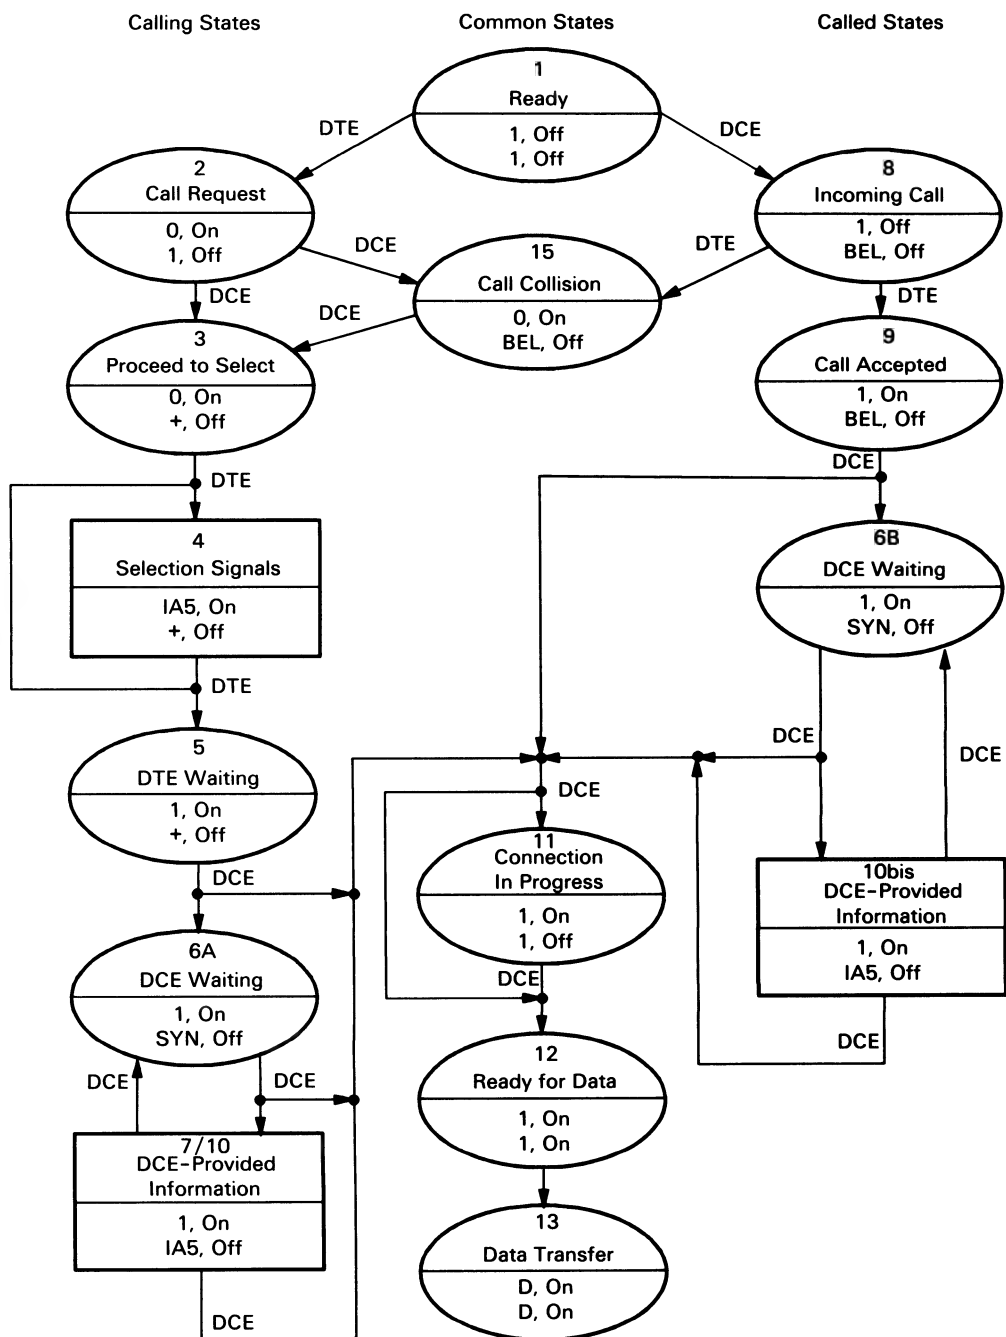 Calling States
Common States
Called States
1
Ready
1, Off
1, Off
DTE
DCE
2
Call Request
0, On
1, Off
8
Incoming Call
1, Off
BEL, Off
DCE
DTE
15
Call Collision
0, On
BEL, Off
DCE
DCE
DTE
3
Proceed to Select
0, On
+, Off
9
Call Accepted
1, On
BEL, Off
DTE
DCE
4
Selection Signals
IA5, On
+, Off
6B
DCE Waiting
1, On
SYN, Off
DTE
DCE
DCE
5
DTE Waiting
1, On
+, Off
DCE
11
Connection
In Progress
1, On
1, Off
10bis
DCE-Provided
Information
1, On
IA5, Off
DCE
DCE
DCE
6A
DCE Waiting
1, On
SYN, Off
12
Ready for Data
1, On
1, On
DCE
DCE
7/10
DCE-Provided
Information
1, On
IA5, Off
13
Data Transfer
D, On
D, On
DCE